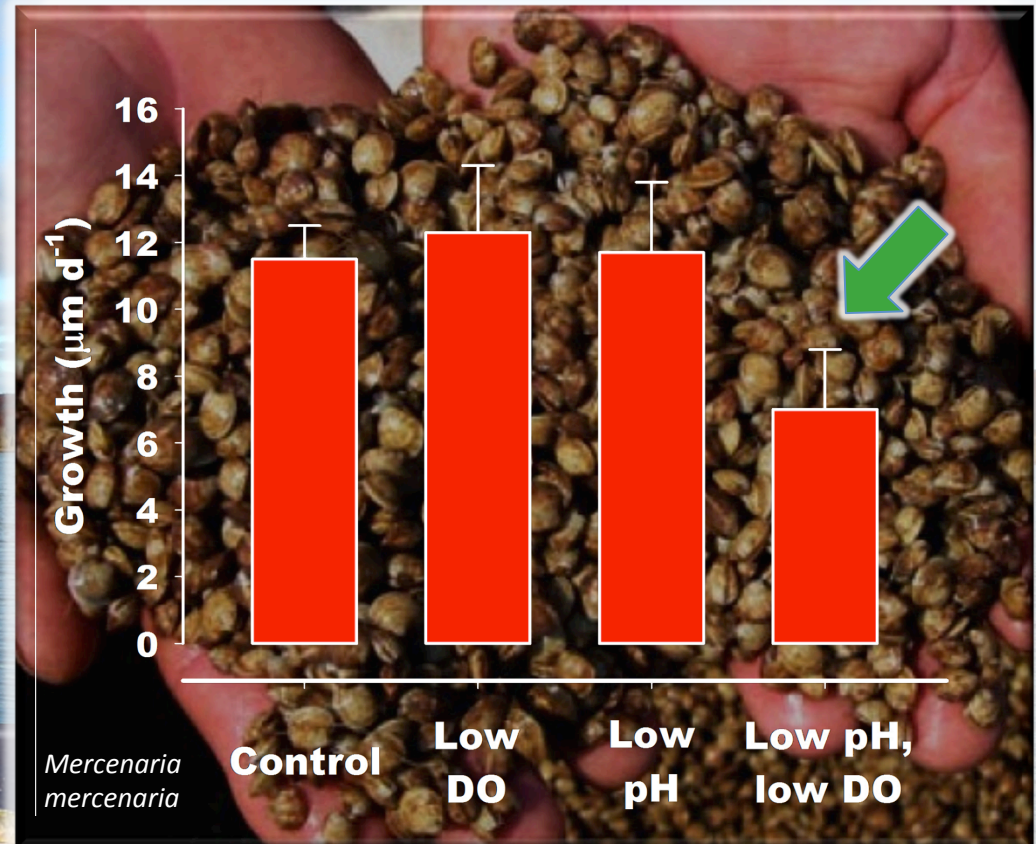 16
14
12
10
8
6
4
2
0
Growth (µm d⁻¹)
Control
Low
DO
Low
pH
Low pH,
low DO
Mercenaria
mercenaria